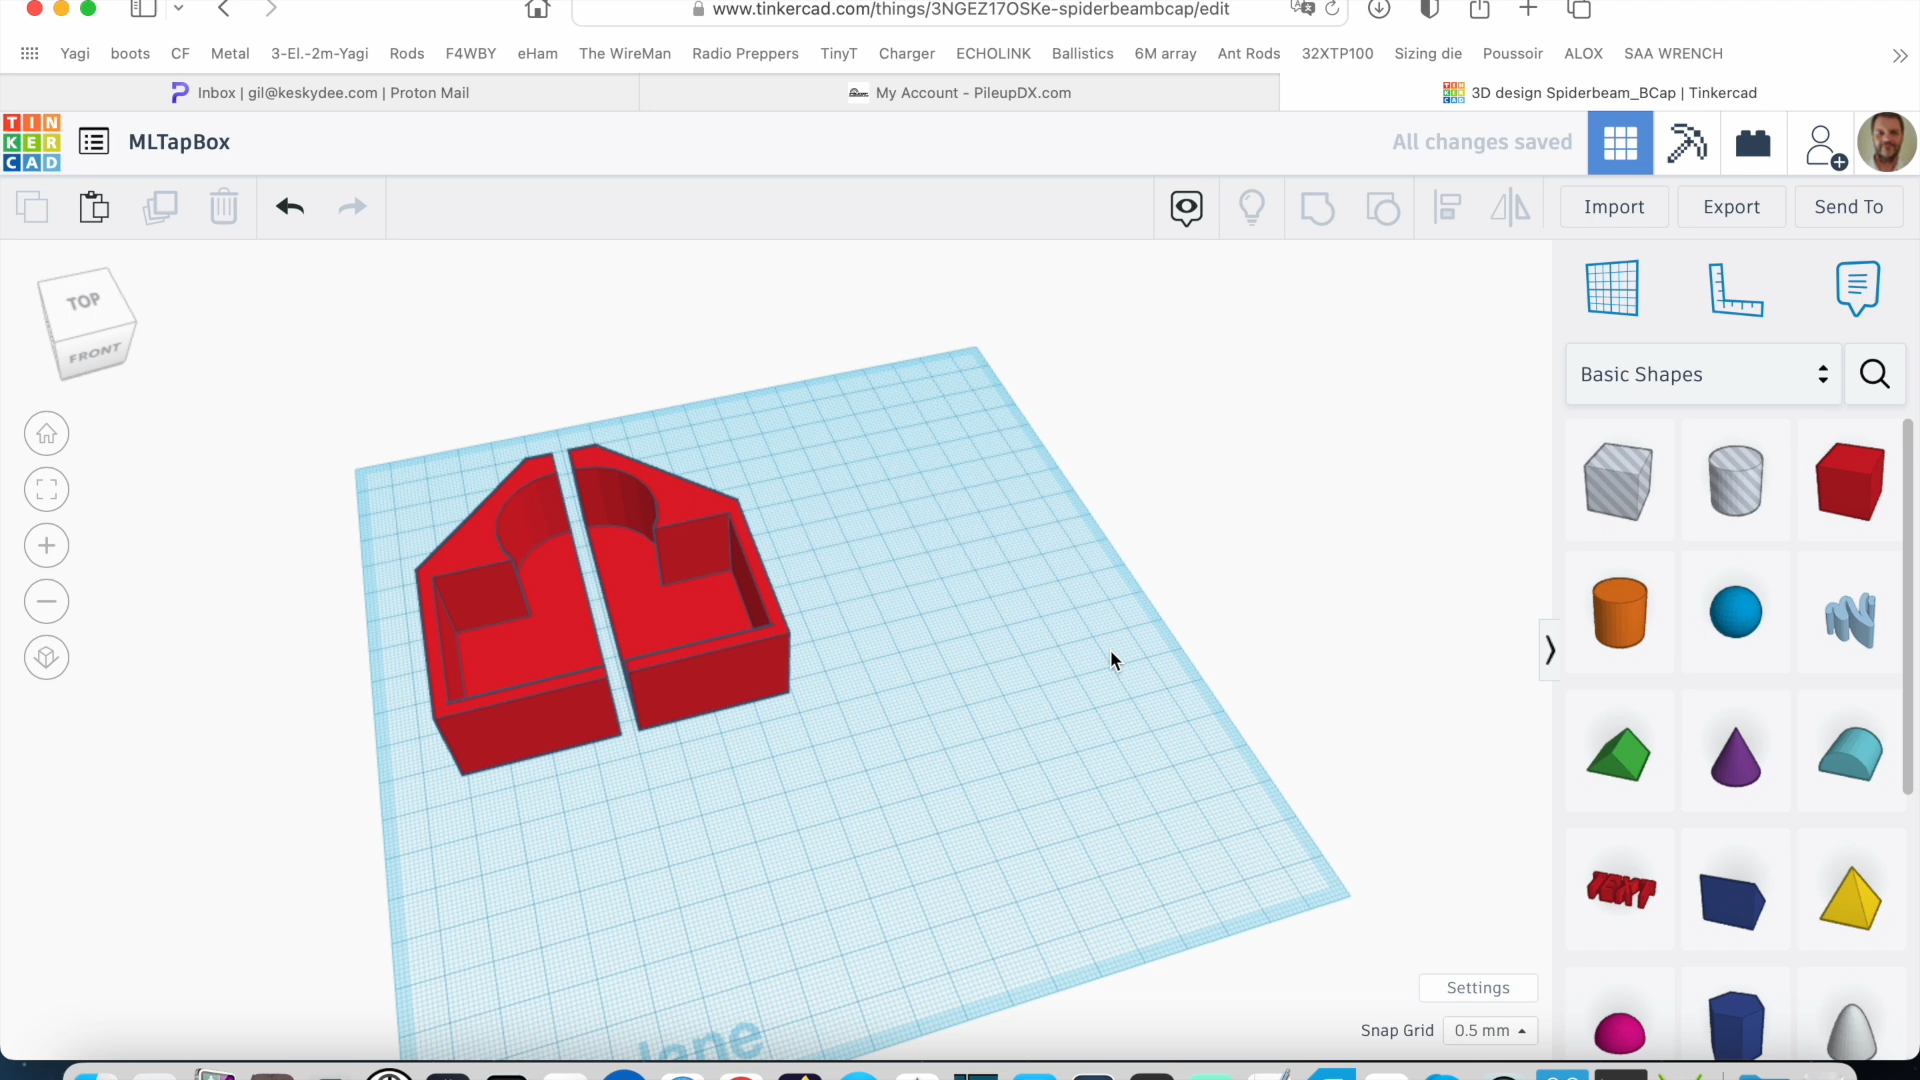 www.tinkercad.com/things/3NGEZ17OSKe-spiderbeambcap/edit
Yagi boots CF Metal 3-El.-2m-Yagi Rods F4WBY eHam The WireMan Radio Preppers TinyT Charger ECHOLINK Ballistics 6M array Ant Rods 32XTP100 Sizing die Poussoir ALOX SAA WRENCH
Inbox | gil@keskydee.com | Proton Mail My Account - PileupDX.com 3D design Spiderbeam_BCap | Tinkercad
TIN
KER
CAD
MLTapBox All changes saved
Import Export Send To
TOP
FRONT
Basic Shapes
TEXT
Settings
lane
Snap Grid 0.5 mm